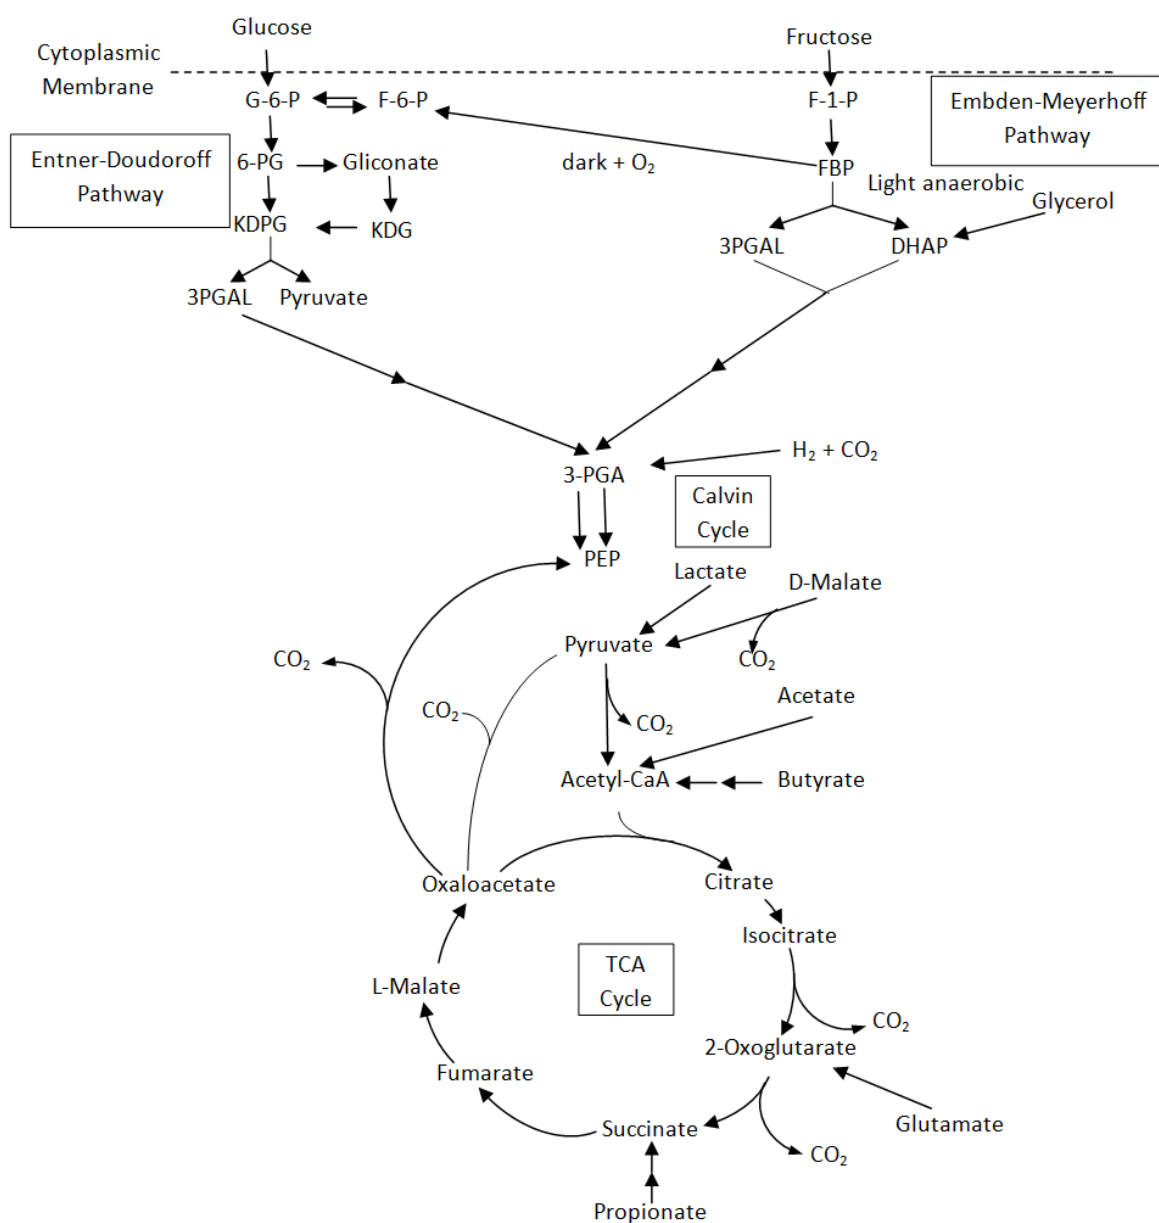 Glucose
Fructose
Cytoplasmic
Membrane
G-6-P
F-6-P
F-1-P
Embden-Meyerhoff
Pathway
Entner-Doudoroff
Pathway
6-PG
Gliconate
dark + O₂
FBP
Light anaerobic
Glycerol
KDPG
KDG
3PGAL
DHAP
3PGAL
Pyruvate
H₂ + CO₂
3-PGA
Calvin
Cycle
PEP
Lactate
D-Malate
Pyruvate
CO₂
CO₂
Acetate
CO₂
CO₂
Acetyl-CaA
Butyrate
Oxaloacetate
Citrate
Isocitrate
TCA
Cycle
L-Malate
CO₂
2-Oxoglutarate
Fumarate
Glutamate
Succinate
CO₂
Propionate